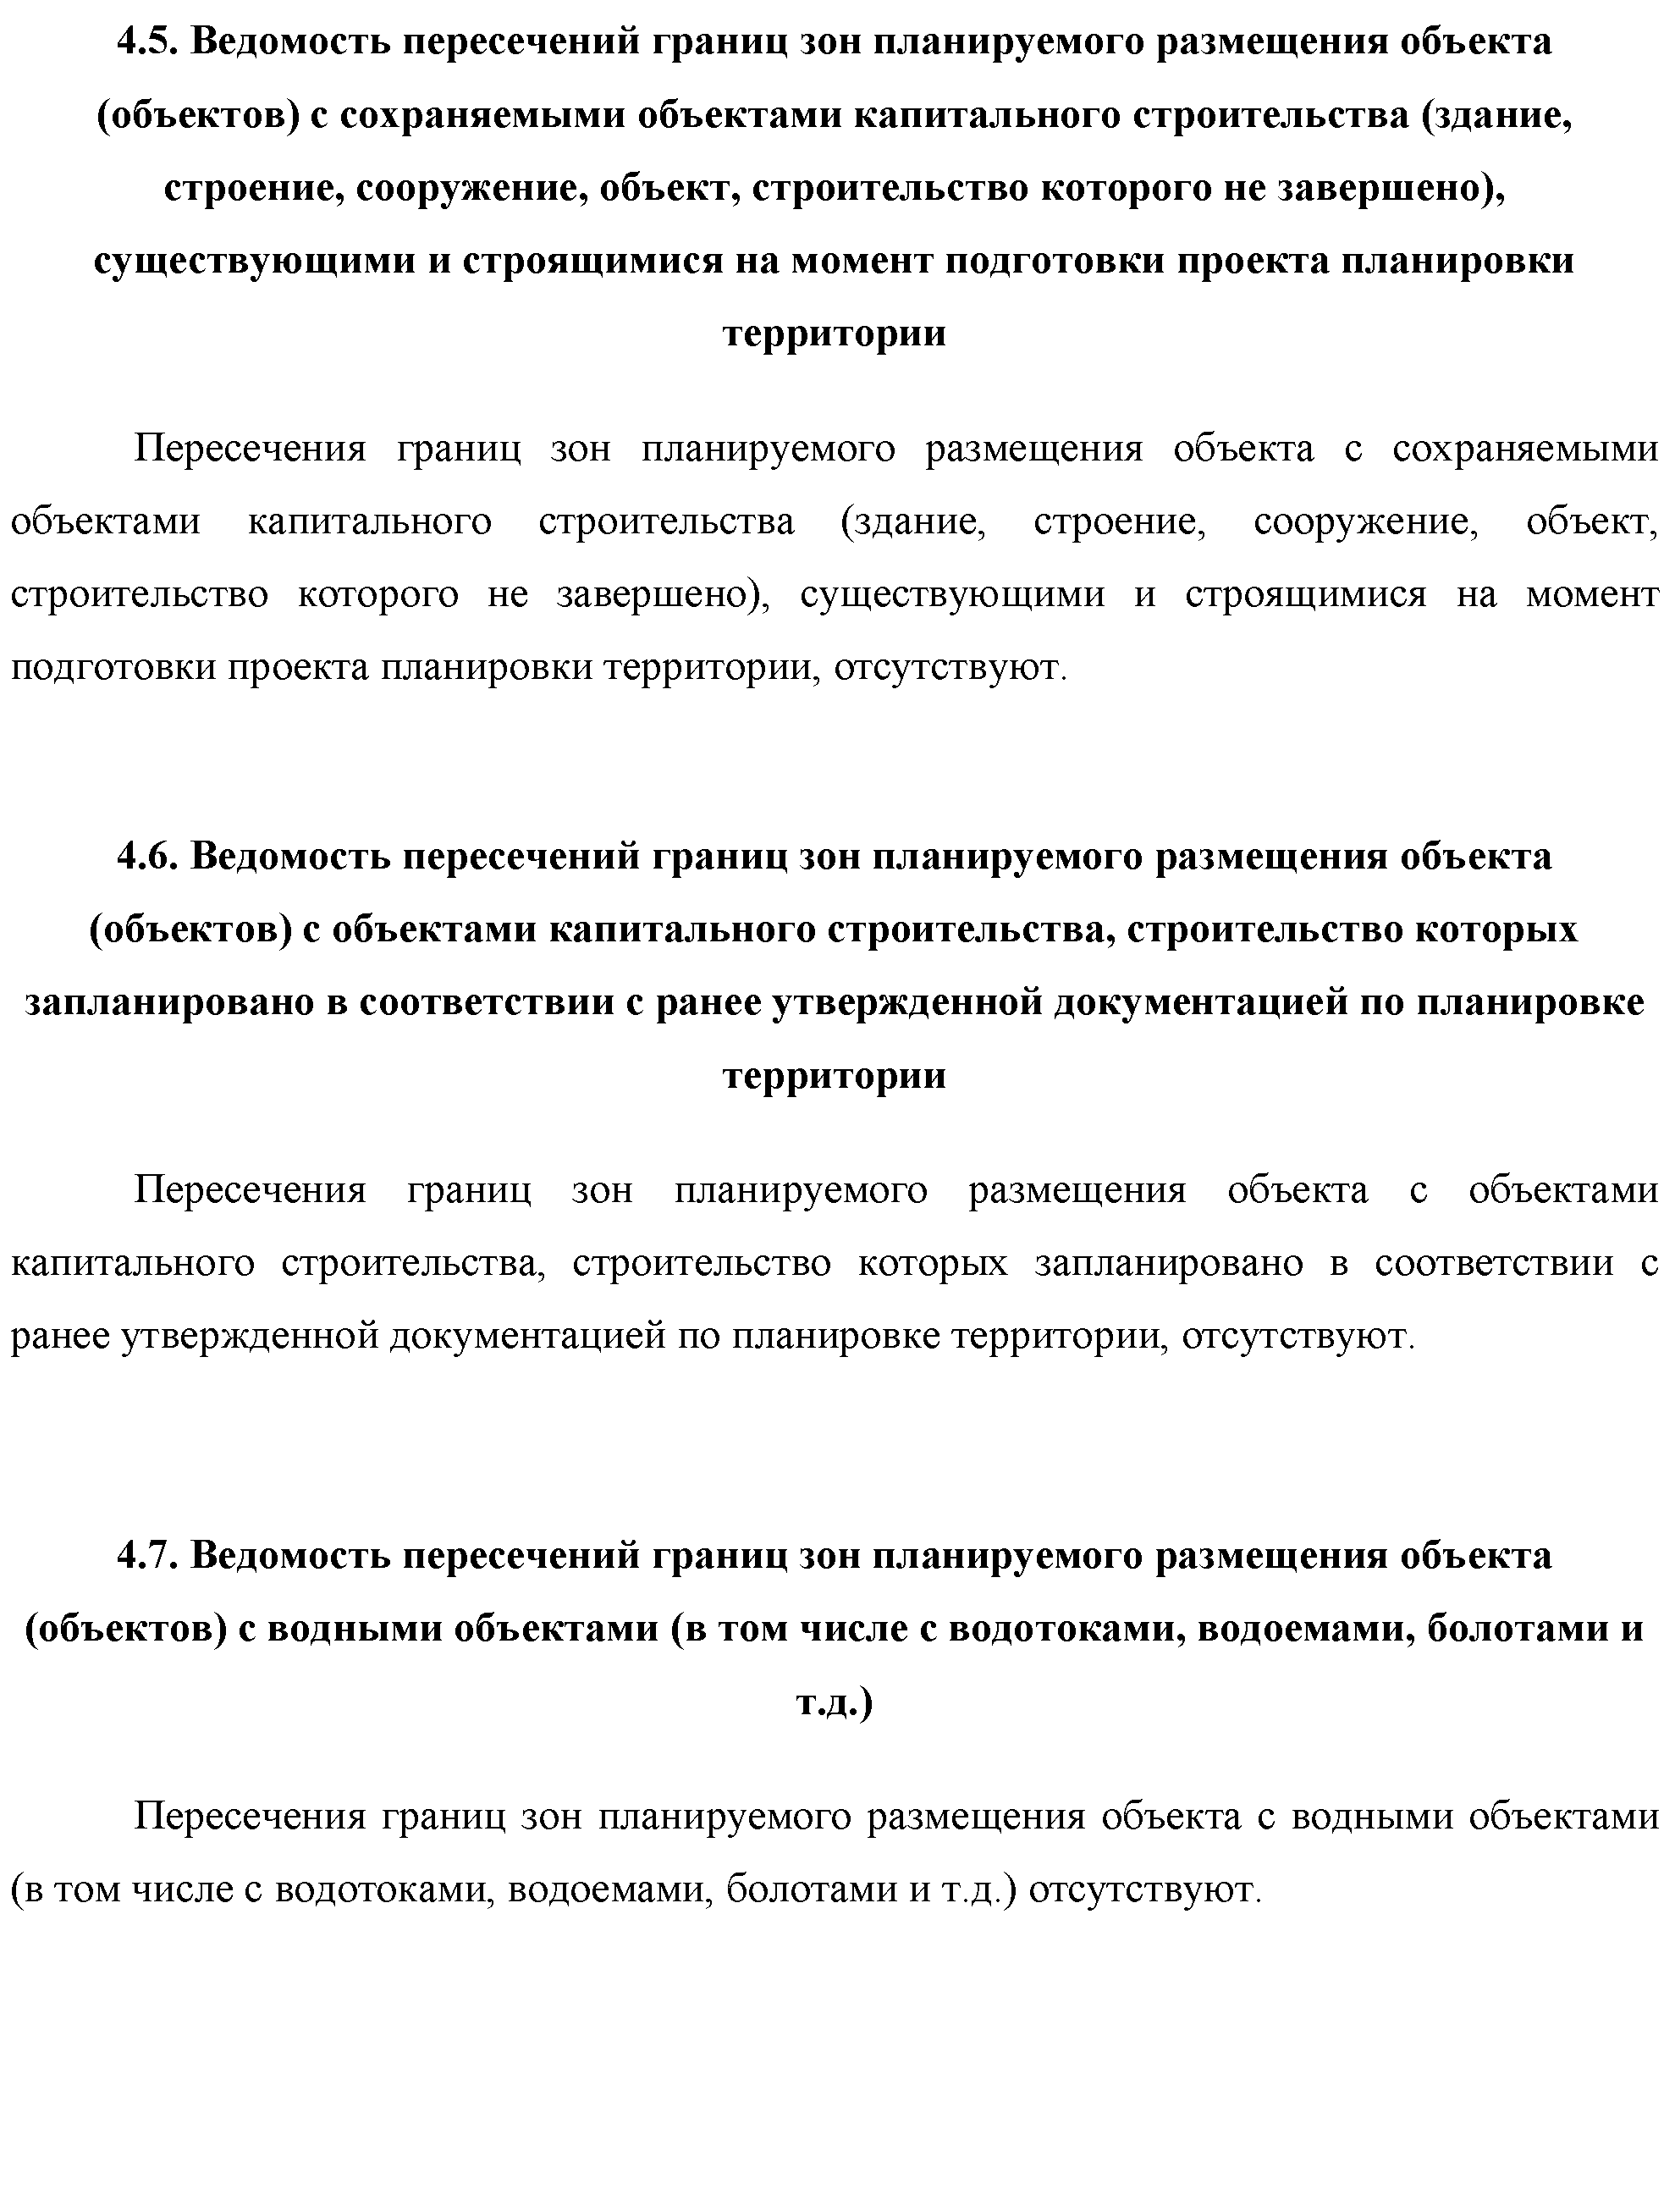 4.5. Ведомость пересечений границ зон планируемого размещения объекта
(объектов) с сохраняемыми объектами капитального строительства (здание,
строение, сооружение, объект, строительство которого не завершено),
существующими и строящимися на момент подготовки проекта планировки
территории
Пересечения границ зон планируемого размещения объекта с сохраняемыми
объектами капитального строительства (здание, строение, сооружение, объект,
строительство которого не завершено), существующими и строящимися на момент
подготовки проекта планировки территории, отсутствуют.
4.6. Ведомость пересечений границ зон планируемого размещения объекта
(объектов) с объектами капитального строительства, строительство которых
запланировано в соответствии с ранее утвержденной документацией по планировке
территории
Пересечения границ зон планируемого размещения объекта с объектами
капитального строительства, строительство которых запланировано в соответствии с
ранее утвержденной документацией по планировке территории, отсутствуют.
4.7. Ведомость пересечений границ зон планируемого размещения объекта
(объектов) с водными объектами (в том числе с водотоками, водоемами, болотами и
т.д.)
Пересечения границ зон планируемого размещения объекта с водными объектами
(в том числе с водотоками, водоемами, болотами и т.д.) отсутствуют.